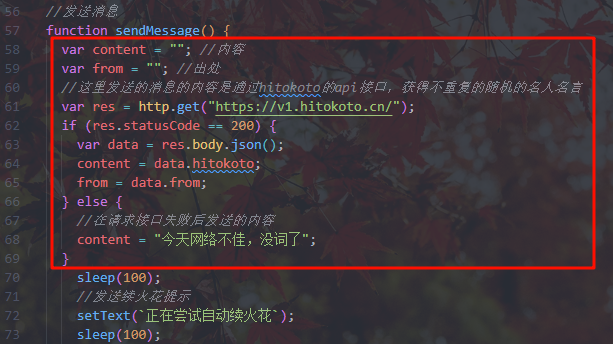 56 //发送消息
57 function sendMessage() {
58 var content = ""; //内容
59 var from = ""; //出处
60 //这里发送的消息的内容是通过hitokoto的api接口，获得不重复的随机的名人名言
61 var res = http.get("https://v1.hitokoto.cn/");
62 if (res.statusCode == 200) {
63 var data = res.body.json();
64 content = data.hitokoto;
65 from = data.from;
66 } else {
67 //在请求接口失败后发送的内容
68 content = "今天网络不佳，没词了";
69 }
70 sleep(100);
71 //发送续火花提示
72 setText(`正在尝试自动续火花`);
73 sleep(100);